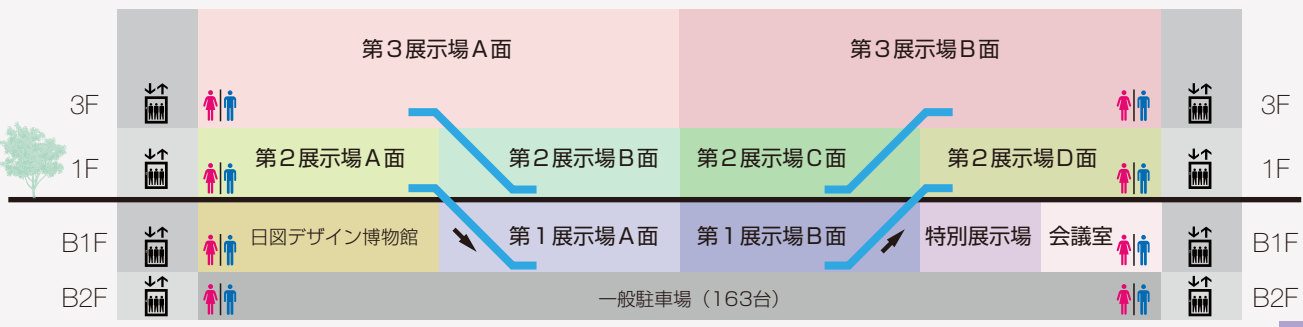 第3展示場A面
第3展示場B面
3F
3F
第2展示場A面
第2展示場B面
第2展示場C面
第2展示場D面
1F
1F
B1F
日図デザイン博物館
第1展示場A面
第1展示場B面
特別展示場
会議室
B1F
B2F
一般駐車場（163台）
B2F